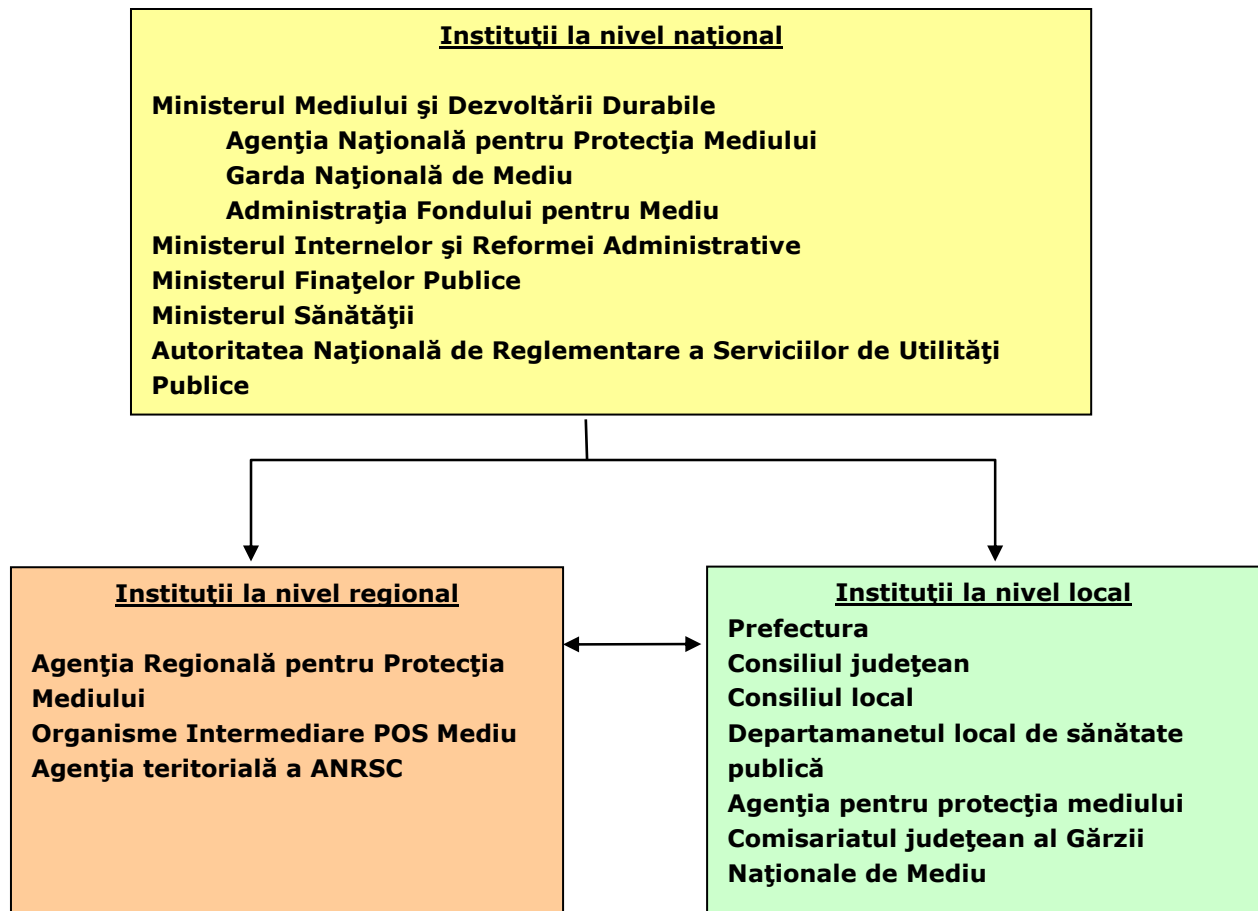 Instituţii la nivel naţional
Ministerul Mediului şi Dezvoltării Durabile
Agenţia Naţională pentru Protecţia Mediului
Garda Naţională de Mediu
Administraţia Fondului pentru Mediu
Ministerul Internelor şi Reformei Administrative
Ministerul Finaţelor Publice
Ministerul Sănătăţii
Autoritatea Naţională de Reglementare a Serviciilor de Utilităţi
Publice
Instituţii la nivel regional
Agenţia Regională pentru Protecţia
Mediului
Organisme Intermediare POS Mediu
Agenţia teritorială a ANRSC
Instituţii la nivel local
Prefectura
Consiliul judeţean
Consiliul local
Departamanetul local de sănătate
publică
Agenţia pentru protecţia mediului
Comisariatul judeţean al Gărzii
Naţionale de Mediu